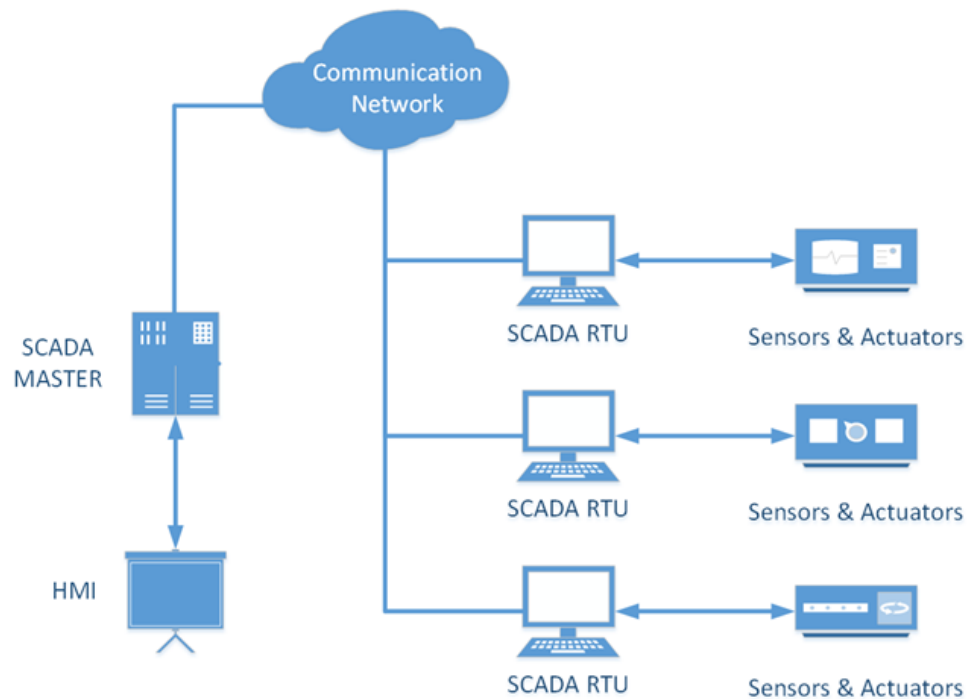 Communication
Network
SCADA RTU
Sensors & Actuators
SCADA
MASTER
SCADA RTU
Sensors & Actuators
HMI
SCADA RTU
Sensors & Actuators